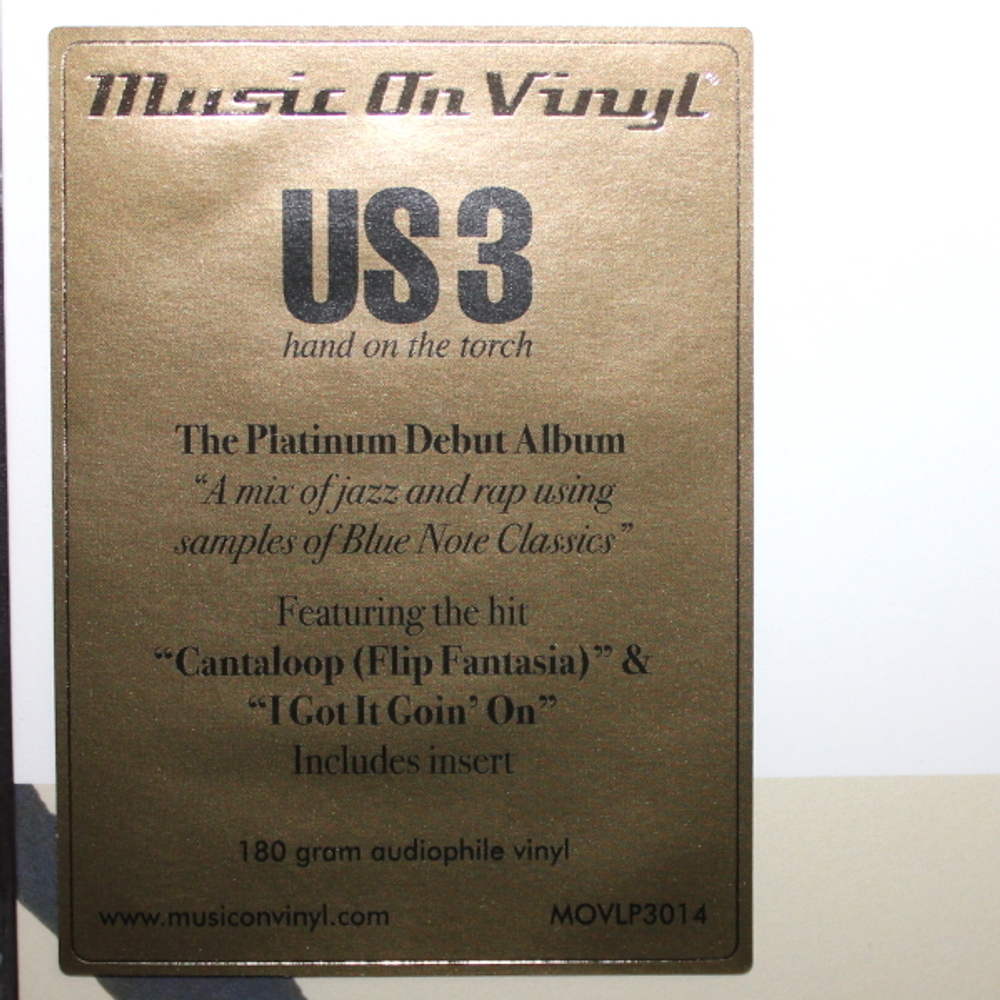 Music On Vinyl
US3
hand on the torch
The Platinum Debut Album
“A mix of jazz and rap using
samples of Blue Note Classics”
Featuring the hit
“Cantaloop (Flip Fantasia)” &
“I Got It Goin’ On”
Includes insert
180 gram audiophile vinyl
www.musiconvinyl.com MOVLP3014